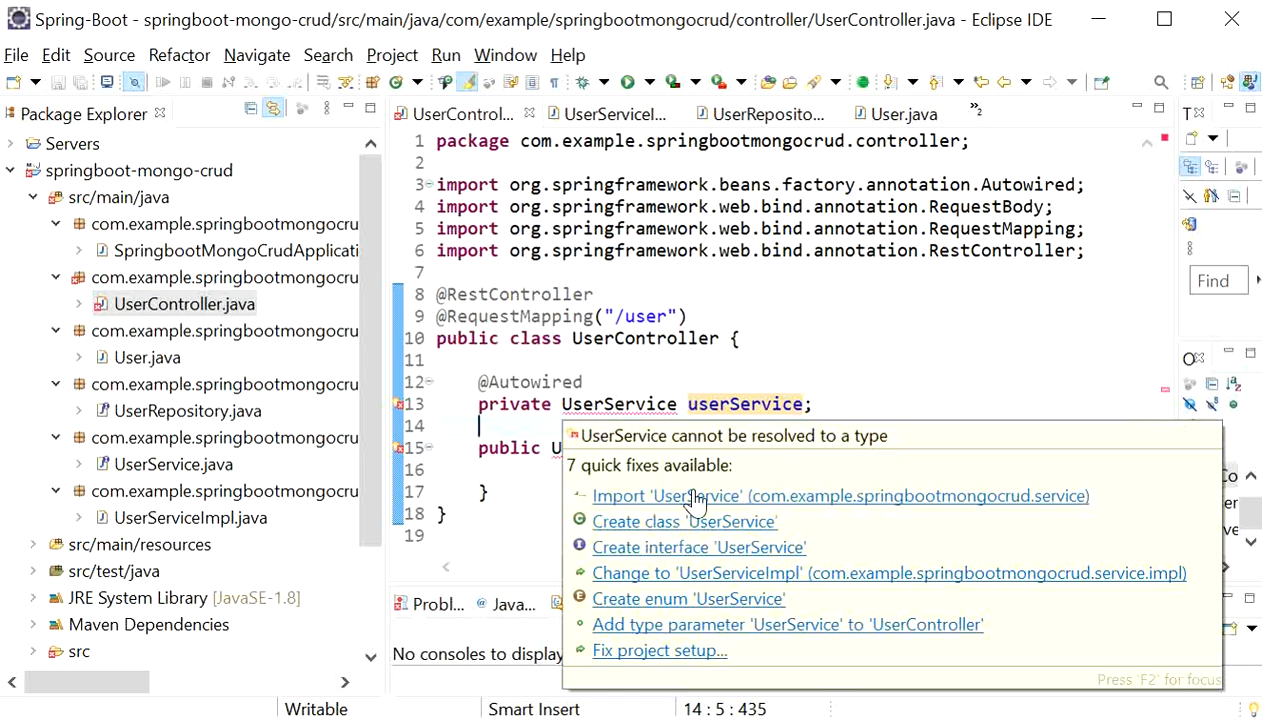 Spring-Boot - springboot-mongo-crud/src/main/java/com/example/springbootmongocrud/controller/UserController.java - Eclipse IDE
File Edit Source Refactor Navigate Search Project Run Window Help
Package Explorer
Servers
springboot-mongo-crud
src/main/java
com.example.springbootmongocru
SpringbootMongoCrudApplicati
com.example.springbootmongocru
UserController.java
com.example.springbootmongocru
User.java
com.example.springbootmongocru
UserRepository.java
com.example.springbootmongocru
UserService.java
com.example.springbootmongocru
UserServiceImpl.java
src/main/resources
src/test/java
JRE System Library [JavaSE-1.8]
Maven Dependencies
src
UserControl... UserServiceI... UserReposito... User.java »2
1 package com.example.springbootmongocrud.controller;
2
3 import org.springframework.beans.factory.annotation.Autowired;
4 import org.springframework.web.bind.annotation.RequestBody;
5 import org.springframework.web.bind.annotation.RequestMapping;
6 import org.springframework.web.bind.annotation.RestController;
7
8 @RestController
9 @RequestMapping("/user")
10 public class UserController {
11
12 @Autowired
13 private UserService userService;
14
15 public U
16
17 }
18 }
19
UserService cannot be resolved to a type
7 quick fixes available:
Import 'UserService' (com.example.springbootmongocrud.service)
Create class 'UserService'
Create interface 'UserService'
Change to 'UserServiceImpl' (com.example.springbootmongocrud.service.impl)
Create enum 'UserService'
Add type parameter 'UserService' to 'UserController'
Fix project setup...
Press 'F2' for focus
Probl... Java...
No consoles to display
T
Find
O
Co
Writable Smart Insert 14 : 5 : 435